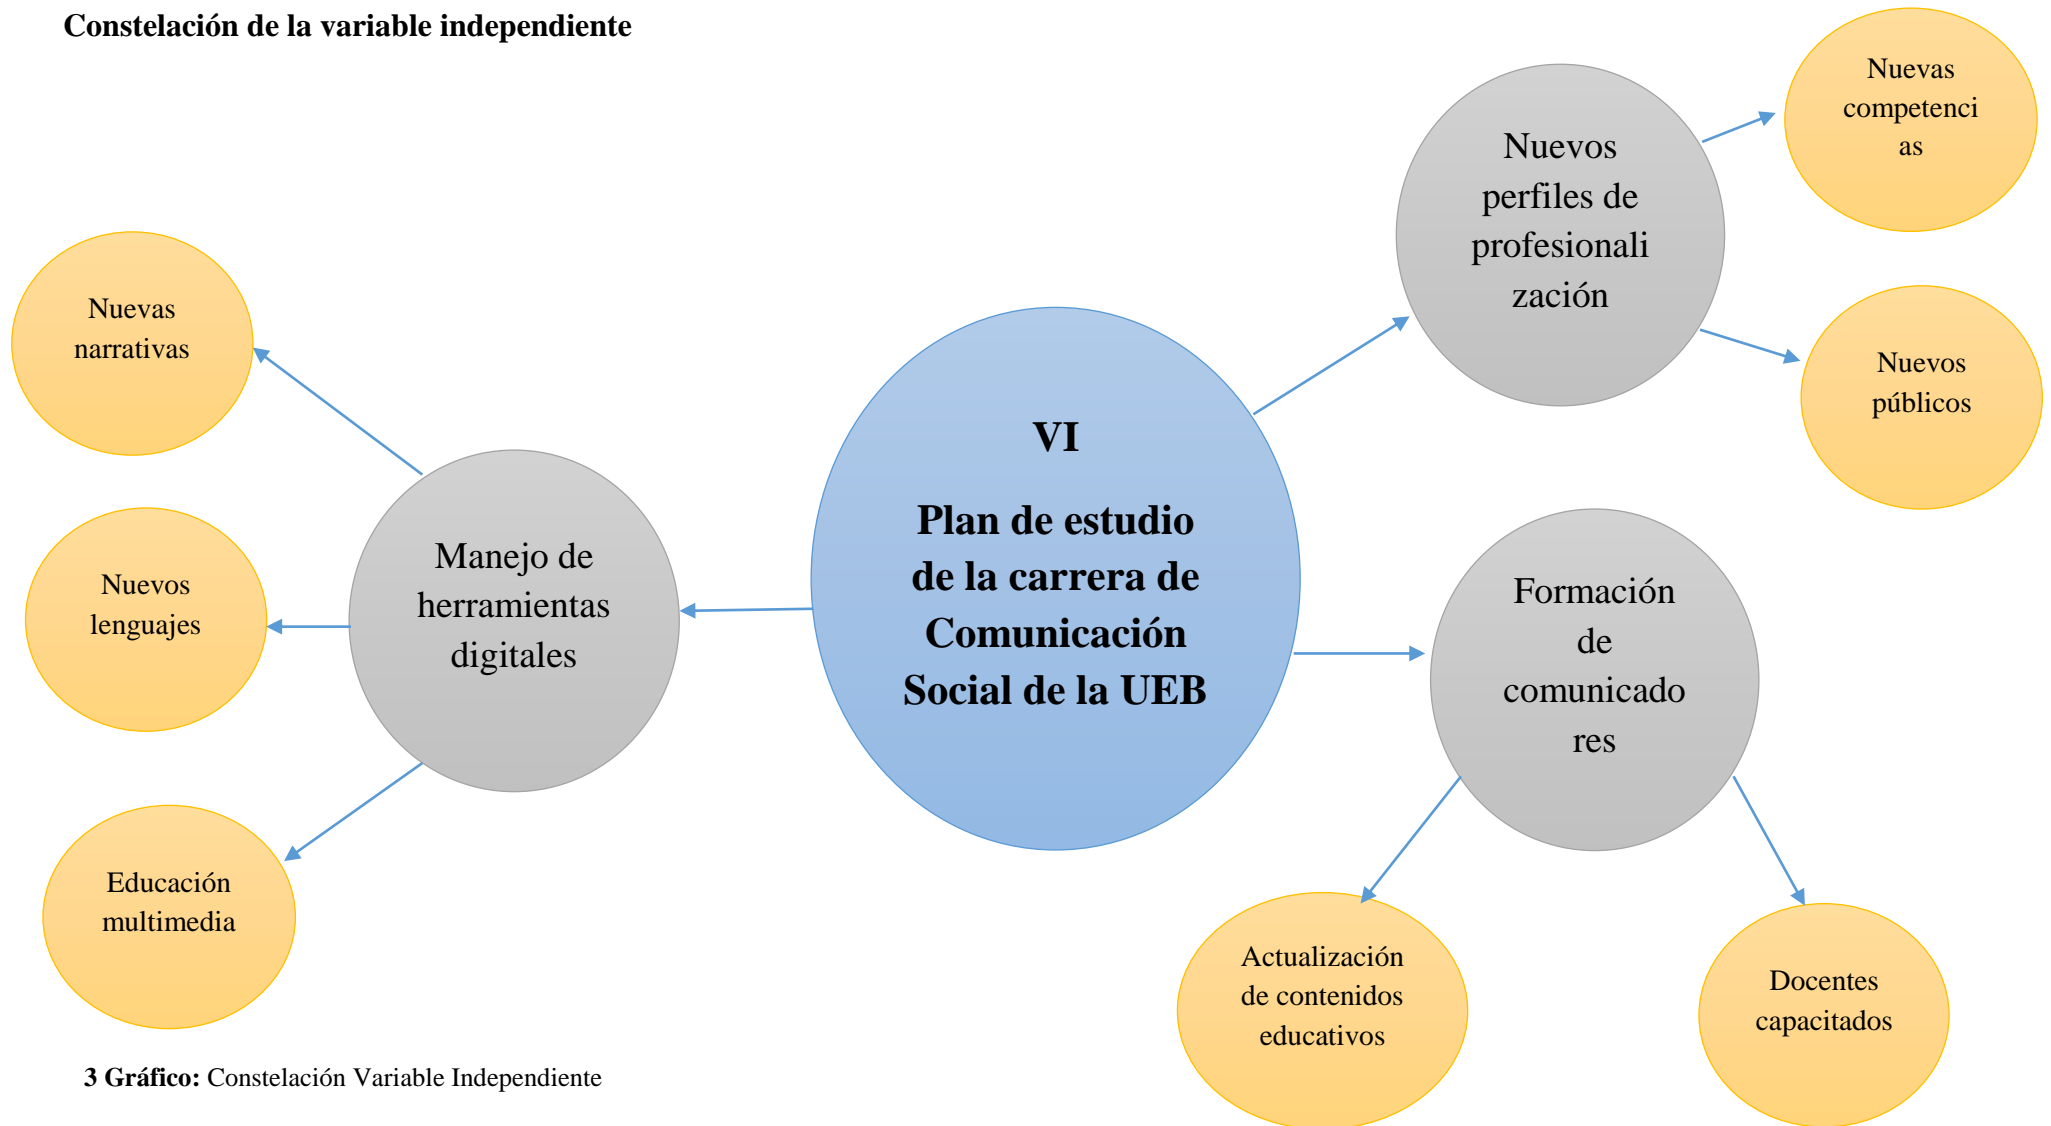 Constelación de la variable independiente
Nuevas
competenci
as
Nuevos
perfiles de
profesionali
zación
Nuevos
públicos
Nuevas
narrativas
VI
Plan de estudio
de la carrera de
Comunicación
Social de la UEB
Manejo de
herramientas
digitales
Nuevos
lenguajes
Formación
de
comunicado
res
Educación
multimedia
Actualización
de contenidos
educativos
Docentes
capacitados
3 Gráfico: Constelación Variable Independiente